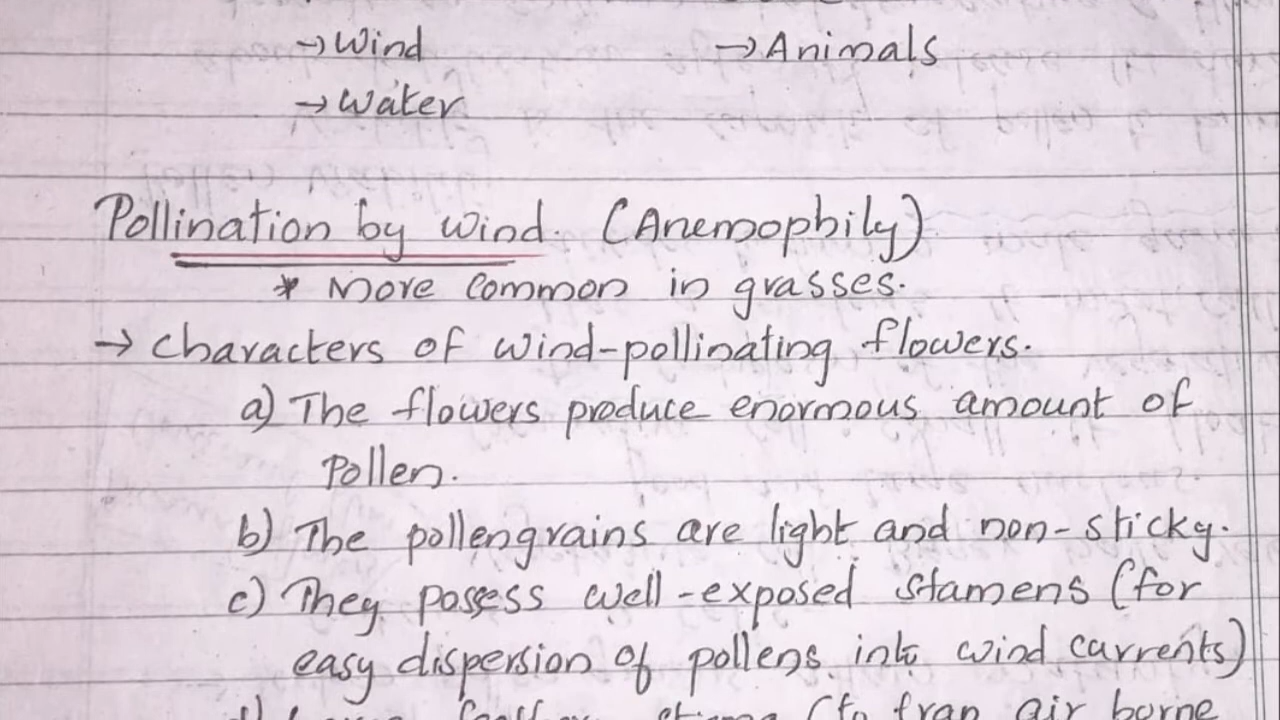 → Wind → Animals
→ Water
Pollination by wind. (Anemophily)
* More common in grasses.
→ characters of wind-pollinating flowers.
a) The flowers produce enormous amount of
Pollen.
b) The pollengrains are light and non-sticky.
c) They possess well-exposed stamens (for
easy dispersion of pollens into wind currents)
air borne